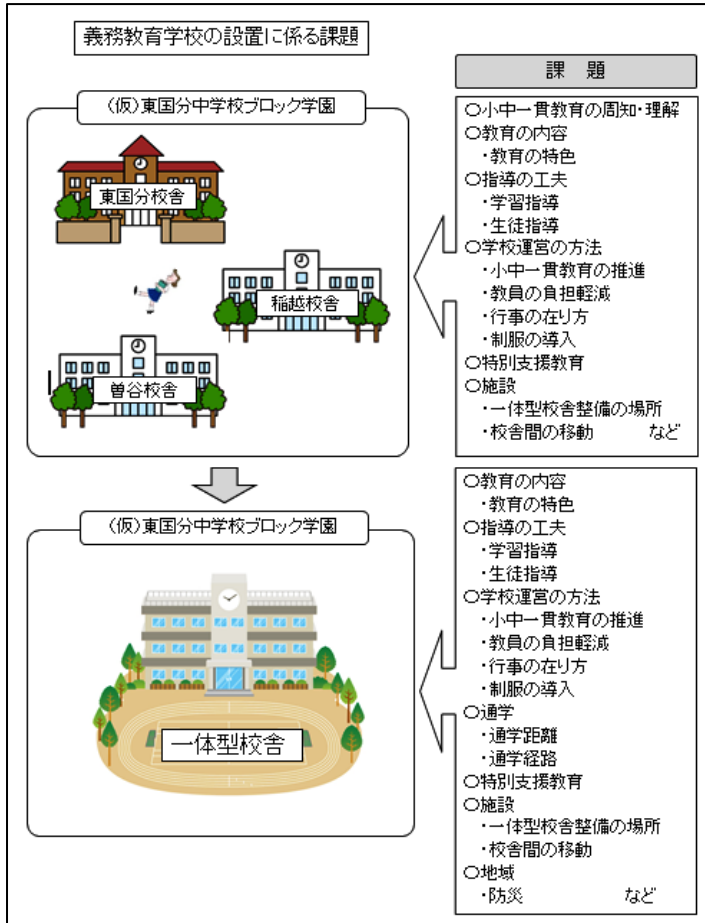 義務教育学校の設置に係る課題
課　題
(仮)東国分中学校ブロック学園
東国分校舎
稲越校舎
曽谷校舎
〇小中一貫教育の周知・理解
〇教育の内容
・教育の特色
〇指導の工夫
・学習指導
・生徒指導
〇学校運営の方法
・小中一貫教育の推進
・教員の負担軽減
・行事の在り方
・制服の導入
〇特別支援教育
〇施設
・一体型校舎整備の場所
・校舎間の移動　　　など
(仮)東国分中学校ブロック学園
一体型校舎
〇教育の内容
・教育の特色
〇指導の工夫
・学習指導
・生徒指導
〇学校運営の方法
・小中一貫教育の推進
・教員の負担軽減
・行事の在り方
・制服の導入
〇通学
・通学距離
・通学経路
〇特別支援教育
〇施設
・一体型校舎整備の場所
・校舎間の移動
〇地域
・防災　　　　　など